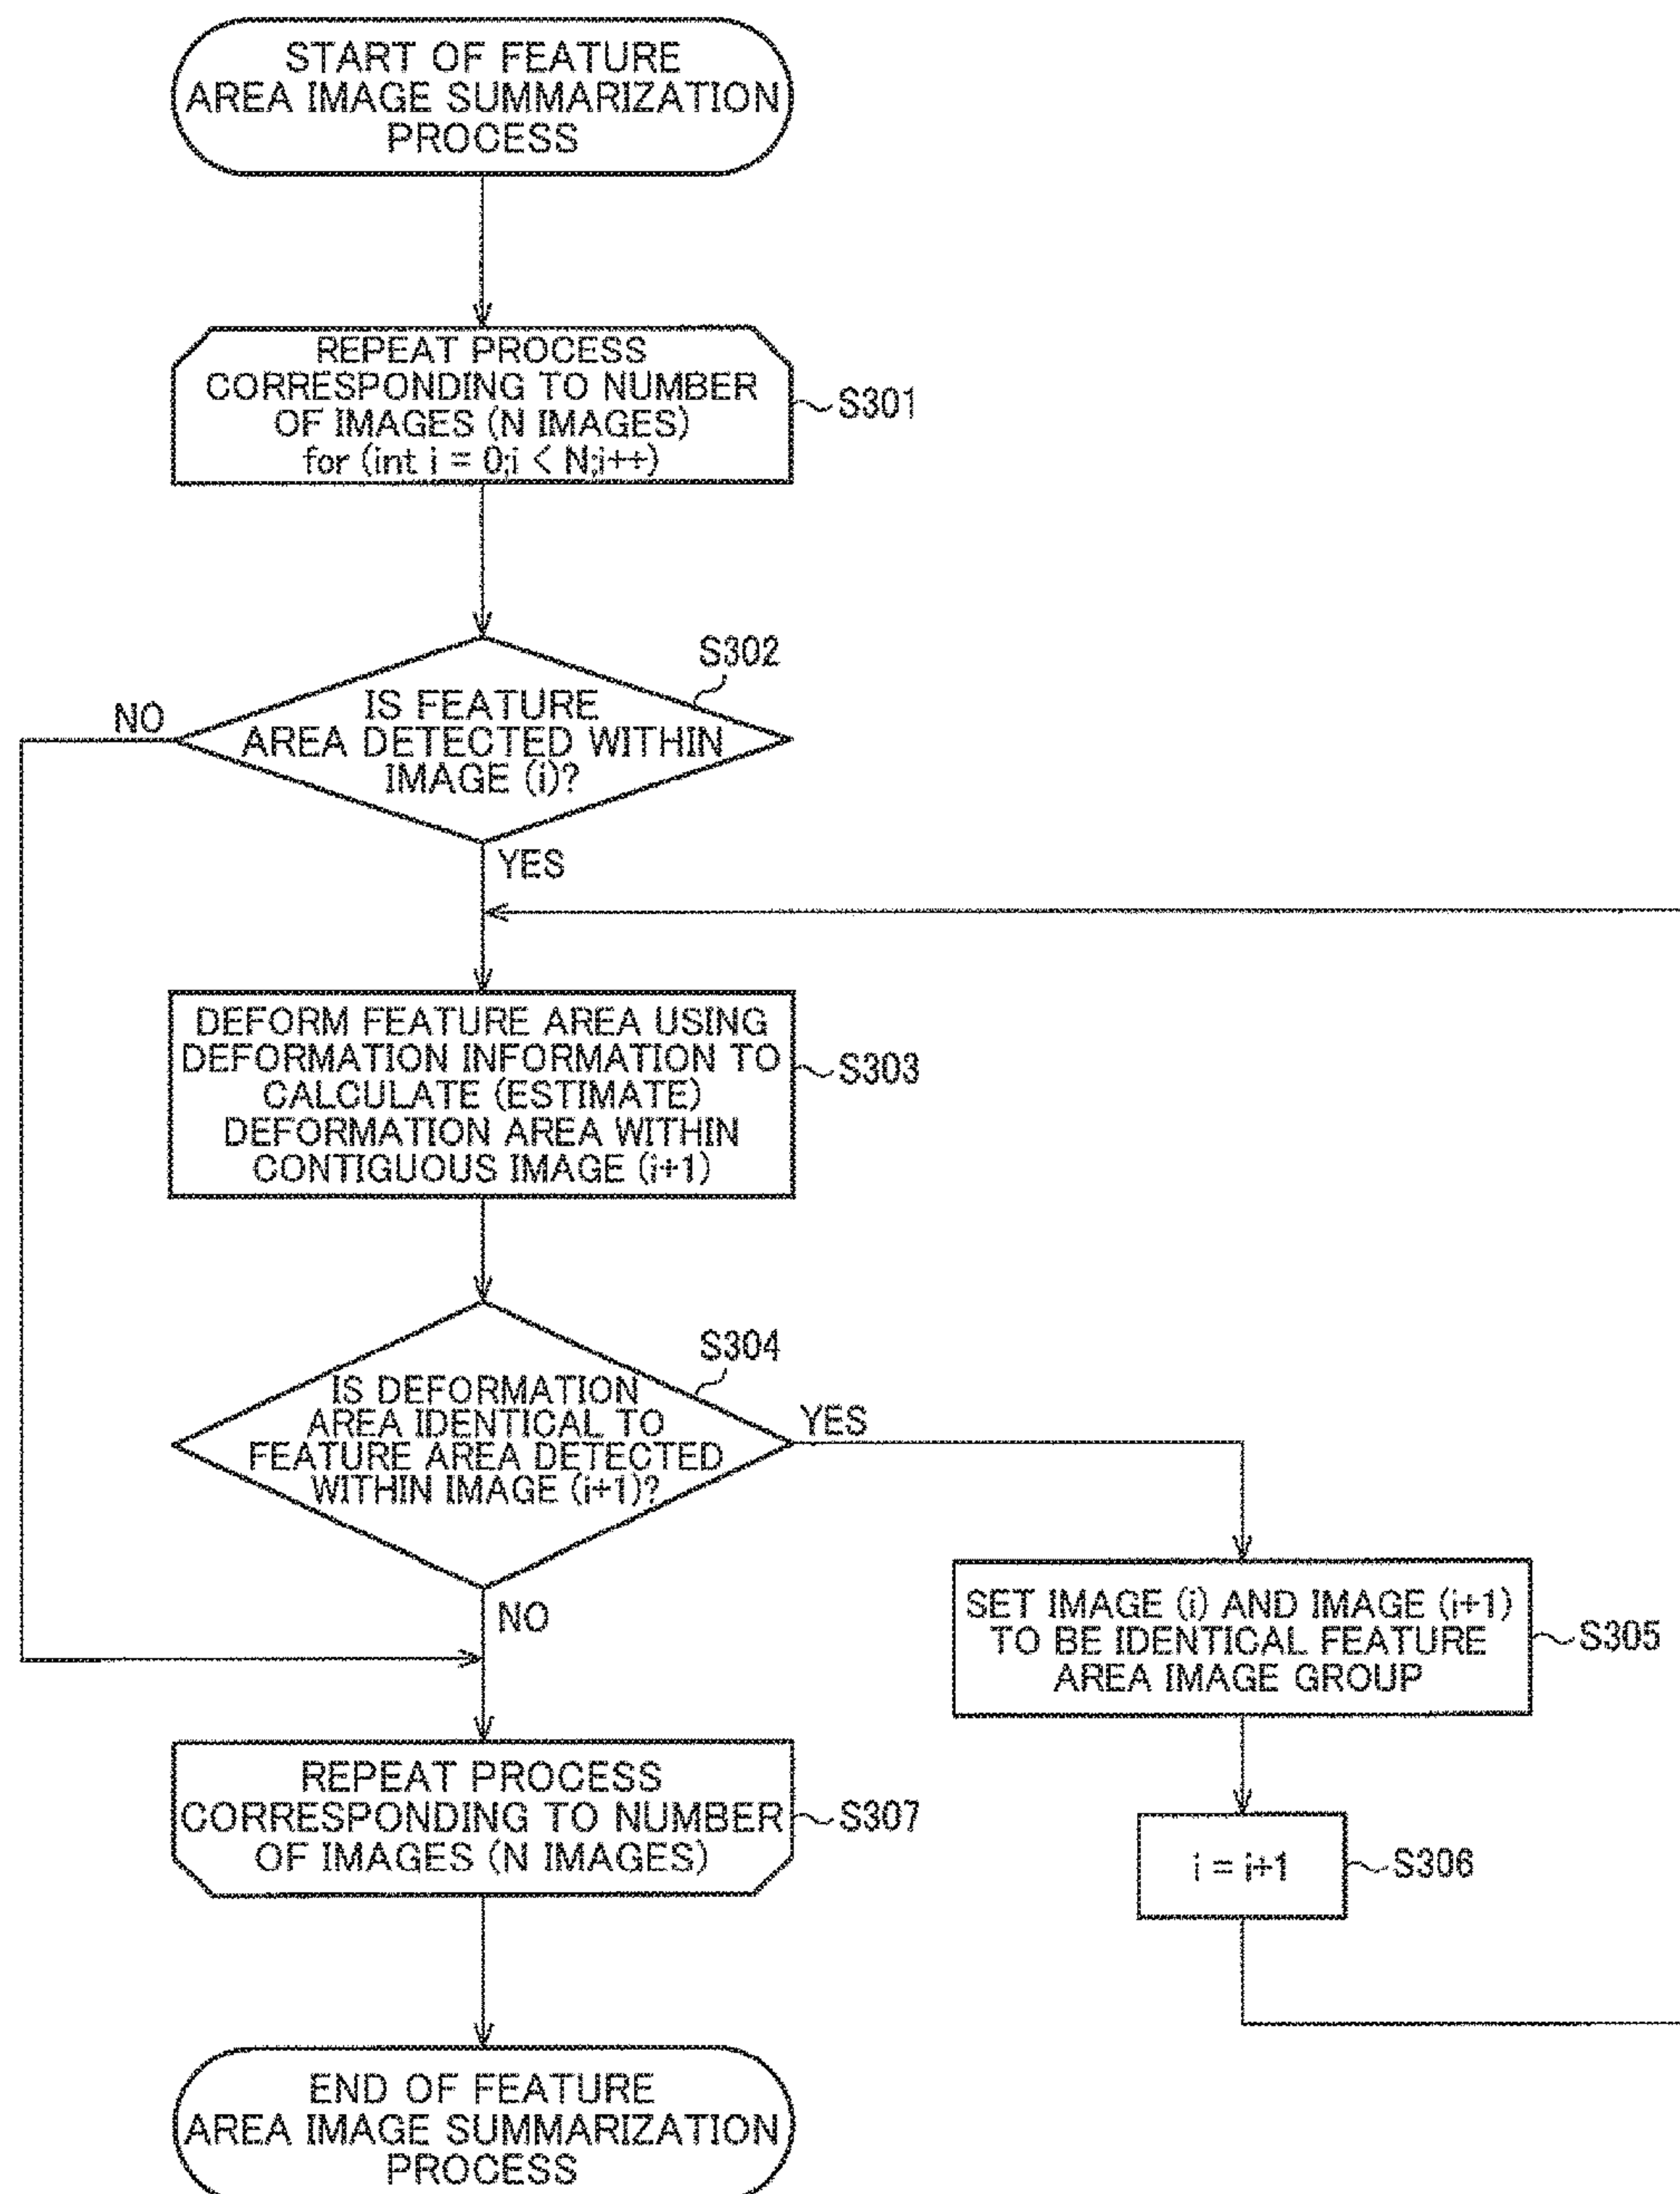 START OF FEATURE
AREA IMAGE SUMMARIZATION
PROCESS
REPEAT PROCESS
CORRESPONDING TO NUMBER
OF IMAGES (N IMAGES)
for (int i = 0;i < N;i++)
S301
S302
IS FEATURE
AREA DETECTED WITHIN
IMAGE (i)?
NO
YES
DEFORM FEATURE AREA USING
DEFORMATION INFORMATION TO
CALCULATE (ESTIMATE)
DEFORMATION AREA WITHIN
CONTIGUOUS IMAGE (i+1)
S303
S304
IS DEFORMATION
AREA IDENTICAL TO
FEATURE AREA DETECTED
WITHIN IMAGE (i+1)?
YES
NO
SET IMAGE (i) AND IMAGE (i+1)
TO BE IDENTICAL FEATURE
AREA IMAGE GROUP
S305
i = i+1
S306
REPEAT PROCESS
CORRESPONDING TO NUMBER
OF IMAGES (N IMAGES)
S307
END OF FEATURE
AREA IMAGE SUMMARIZATION
PROCESS